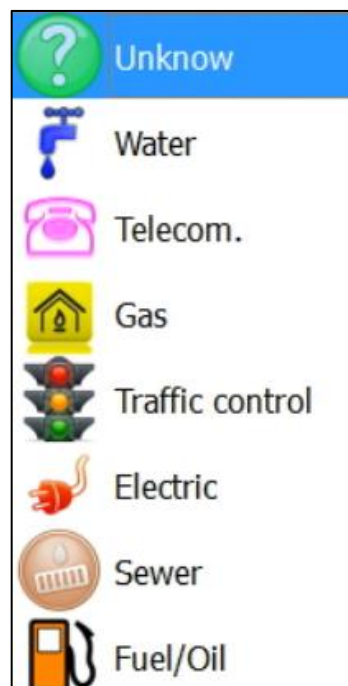 Unknow
Water
Telecom.
Gas
Traffic control
Electric
Sewer
Fuel/Oil